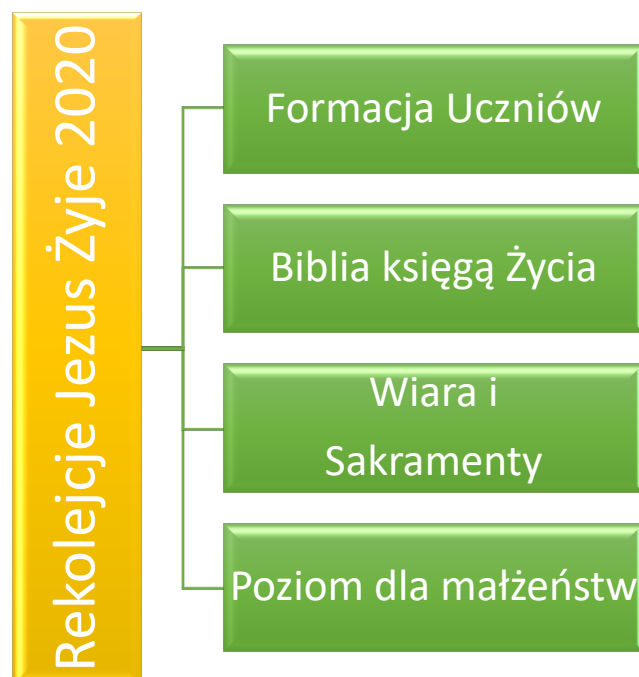 Rekolejcje Jezus Żyje 2020
Formacja Uczniów
Biblia księgą Życia
Wiara i
Sakramenty
Poziom dla małżeństw